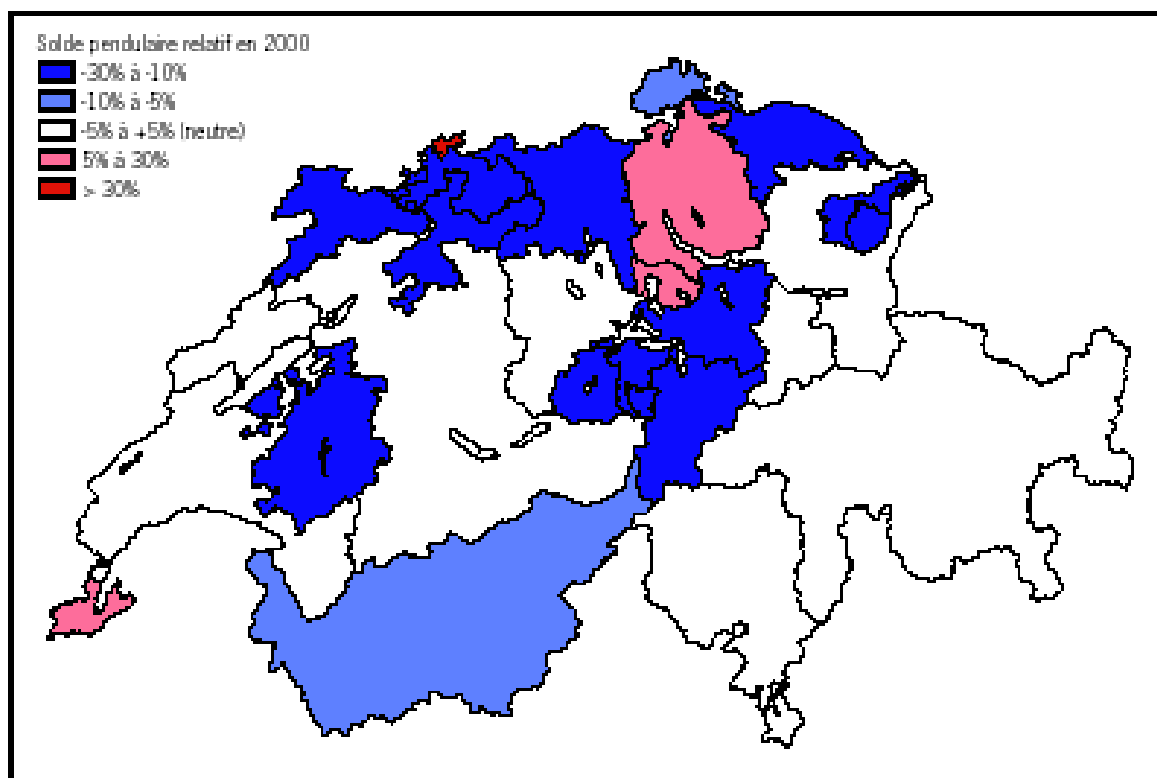 Solde pendulaire relatif en 2000
-30% à -10%
-10% à -5%
-5% à +5% (neutre)
5% à 30%
> 30%